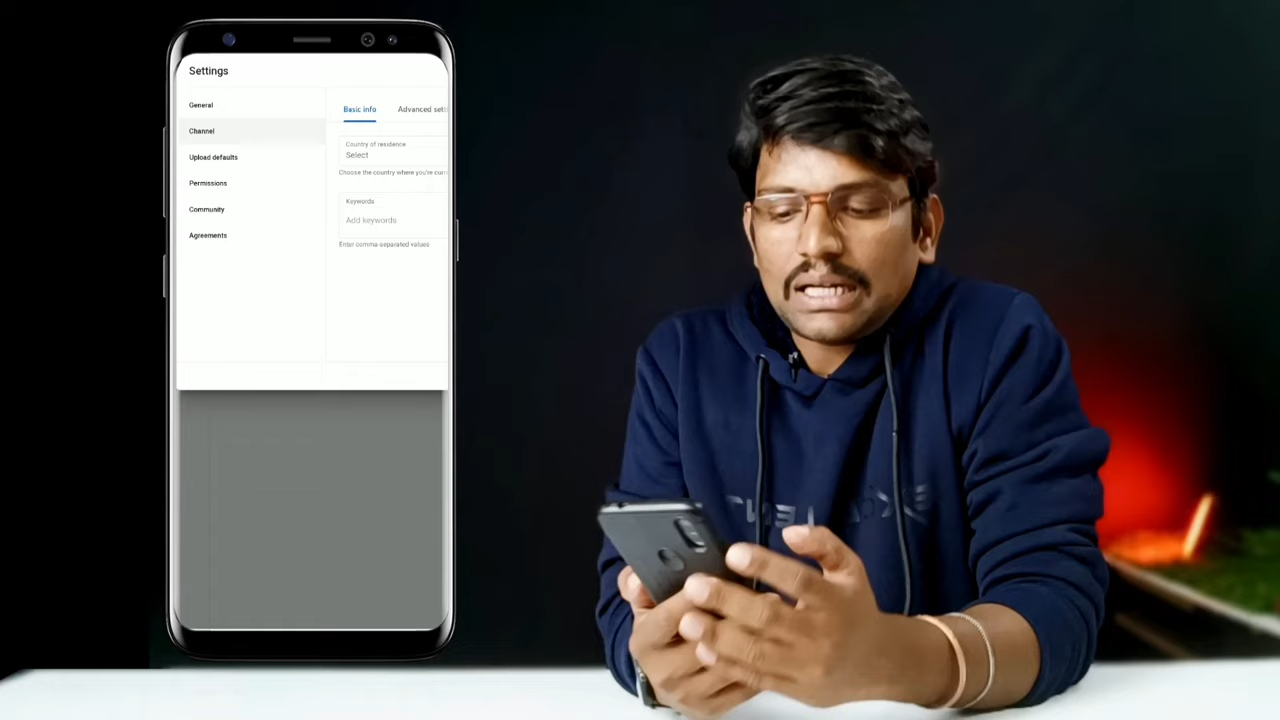 Settings
General
Channel
Upload defaults
Permissions
Community
Agreements
Basic info
Advanced sett
Country of residence
Select
Choose the country where you're curr
Keywords
Add keywords
Enter comma-separated values